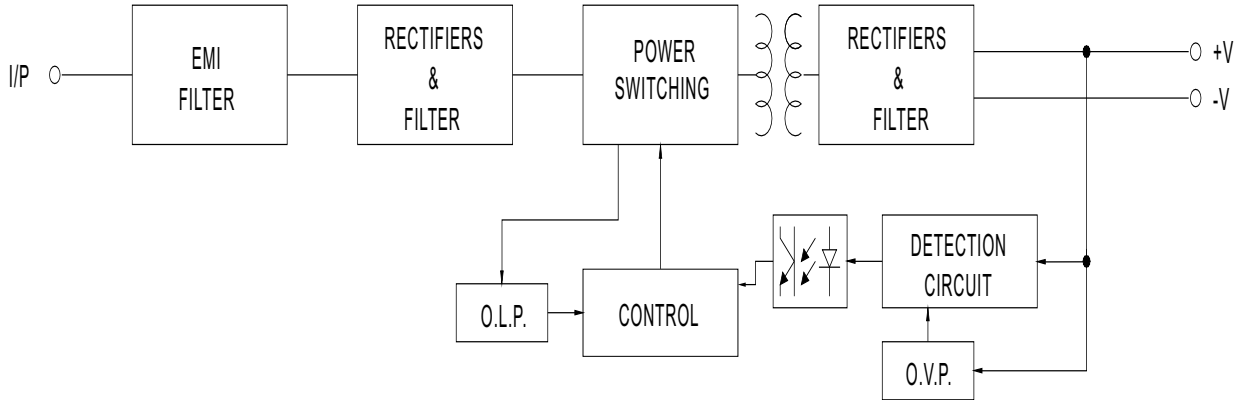 I/P
EMI
FILTER
RECTIFIERS
&
FILTER
POWER
SWITCHING
RECTIFIERS
&
FILTER
+V
-V
O.L.P.
CONTROL
DETECTION
CIRCUIT
O.V.P.